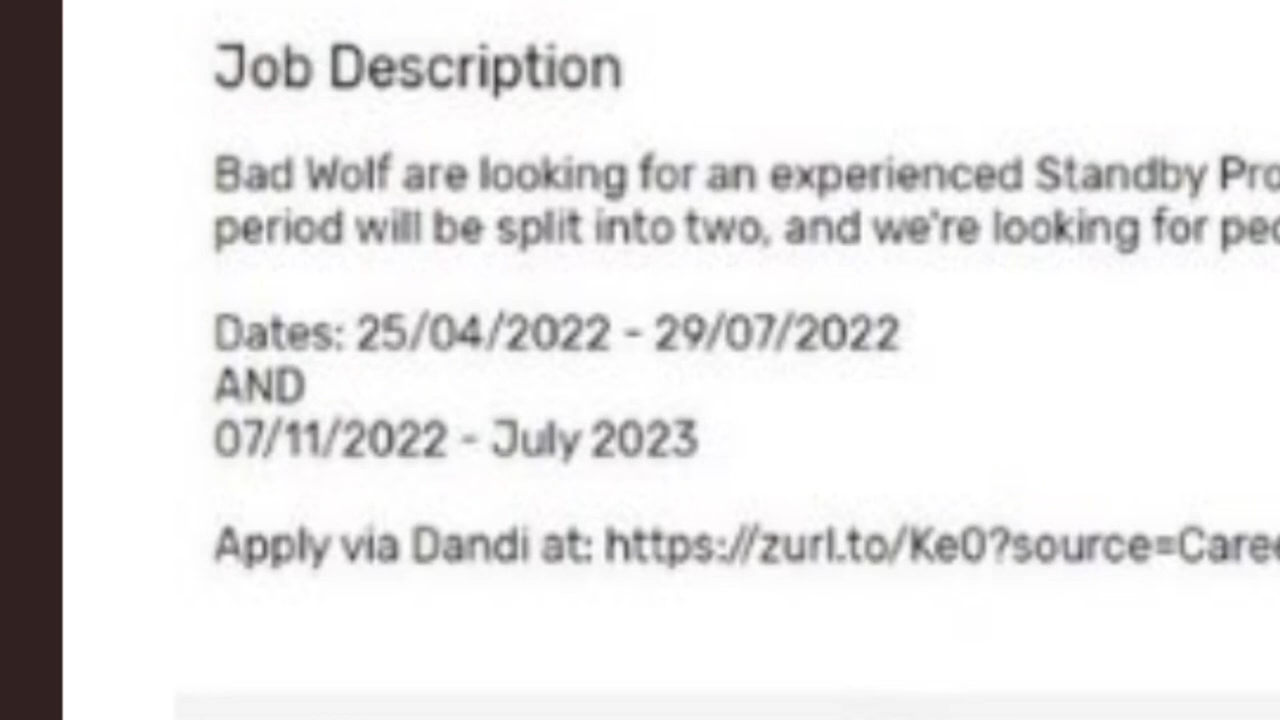 Job Description
Bad Wolf are looking for an experienced Standby Pro
period will be split into two, and we're looking for peo
Dates: 25/04/2022 - 29/07/2022
AND
07/11/2022 - July 2023
Apply via Dandi at: https://zurl.to/Ke0?source=Caree